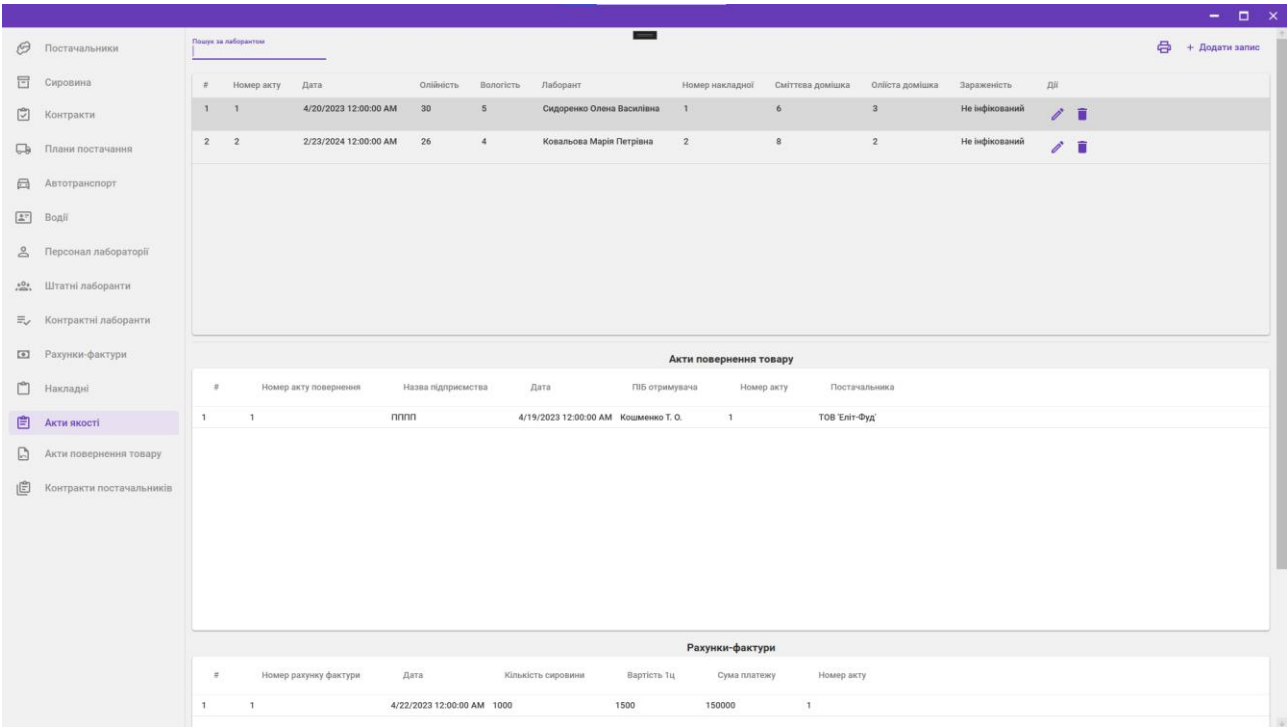 Постачальники
Сировина
Контракти
Плани постачання
Автотранспорт
Водії
Персонал лабораторії
Штатні лаборанти
Контрактні лаборанти
Рахунки-фактури
Накладні
Акти якості
Акти повернення товару
Контракти постачальників
Пошук за лаборантом
+ Додати запис
# Номер акту Дата Олійність Вологість Лаборант Номер накладної Сміттєва домішка Оліїста домішка Зараженість Дії
1 1 4/20/2023 12:00:00 AM 30 5 Сидоренко Олена Василівна 1 6 3 Не інфікований
2 2 2/23/2024 12:00:00 AM 26 4 Ковальова Марія Петрівна 2 8 2 Не інфікований
Акти повернення товару
# Номер акту повернення Назва підприємства Дата ПІБ отримувача Номер акту Постачальника
1 1 ПППП 4/19/2023 12:00:00 AM Кошменко Т. О. 1 ТОВ 'Еліт-Фуд'
Рахунки-фактури
# Номер рахунку фактури Дата Кількість сировини Вартість 1ц Сума платежу Номер акту
1 1 4/22/2023 12:00:00 AM 1000 1500 150000 1